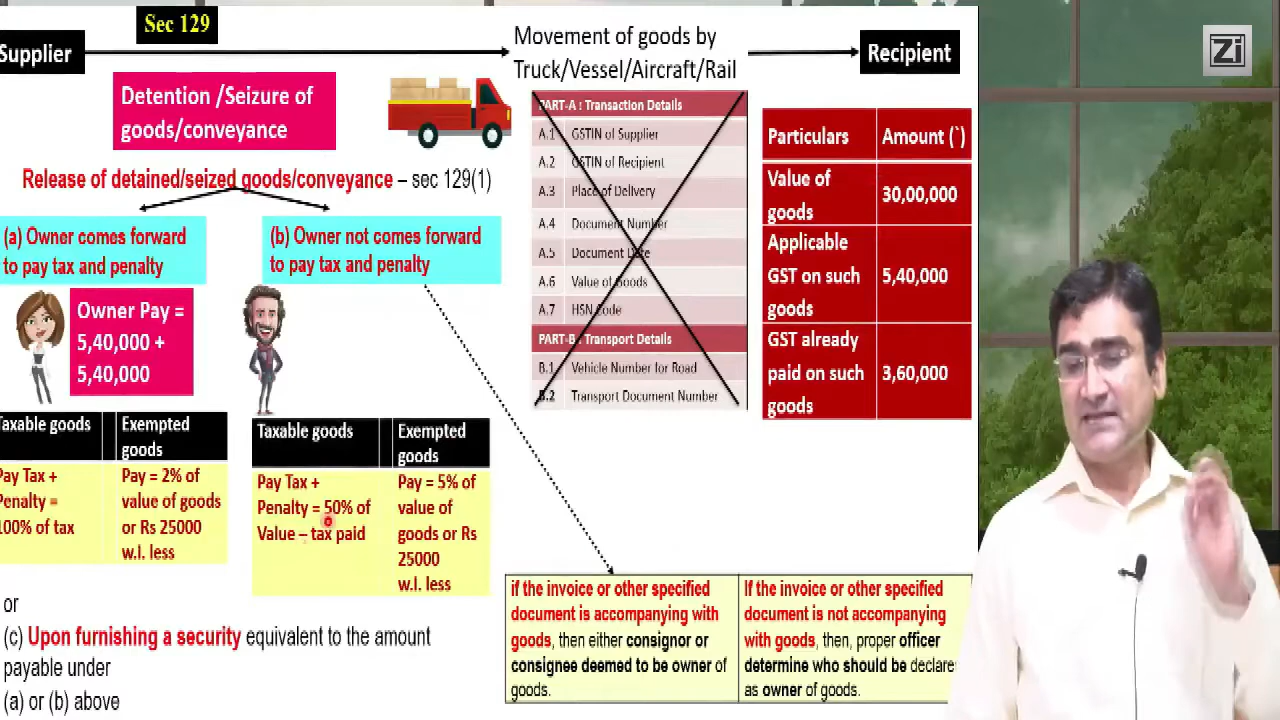 Sec 129
Supplier
Movement of goods by
Truck/Vessel/Aircraft/Rail
Recipient
Zi
Detention /Seizure of
goods/conveyance
Release of detained/seized goods/conveyance – sec 129(1)
(a) Owner comes forward
to pay tax and penalty
(b) Owner not comes forward
to pay tax and penalty
Owner Pay =
5,40,000 +
5,40,000
Taxable goods
Exempted
goods
Pay Tax +
Penalty =
100% of tax
Pay = 2% of
value of goods
or Rs 25000
w.I. less
Taxable goods
Exempted
goods
Pay Tax +
Penalty = 50% of
Value – tax paid
Pay = 5% of
value of
goods or Rs
25000
w.I. less
or
(c) Upon furnishing a security equivalent to the amount
payable under
(a) or (b) above
PART-A : Transaction Details
A.1 GSTIN of Supplier
A.2 GSTIN of Recipient
A.3 Place of Delivery
A.4 Document Number
A.5 Document Date
A.6 Value of Goods
A.7 HSN Code
PART-B : Transport Details
B.1 Vehicle Number for Road
B.2 Transport Document Number
Particulars Amount (`)
Value of
goods
30,00,000
Applicable
GST on such
goods
5,40,000
GST already
paid on such
goods
3,60,000
if the invoice or other specified
document is accompanying with
goods, then either consignor or
consignee deemed to be owner of
goods.
If the invoice or other specified
document is not accompanying
with goods, then, proper officer
determine who should be declare
as owner of goods.